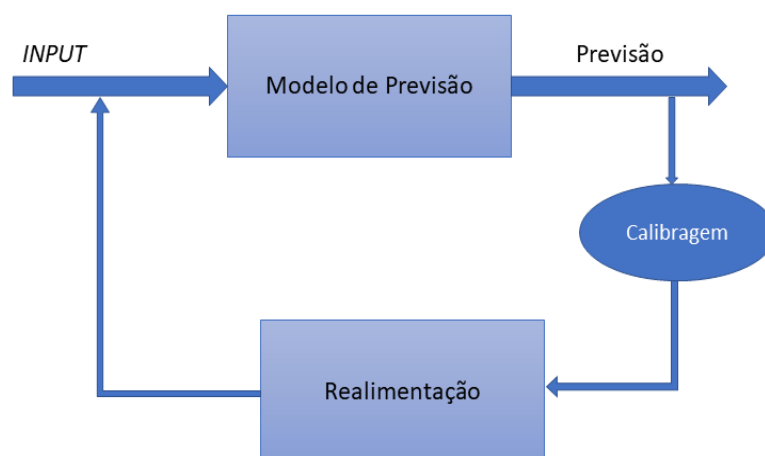 INPUT
Modelo de Previsão
Previsão
Calibragem
Realimentação